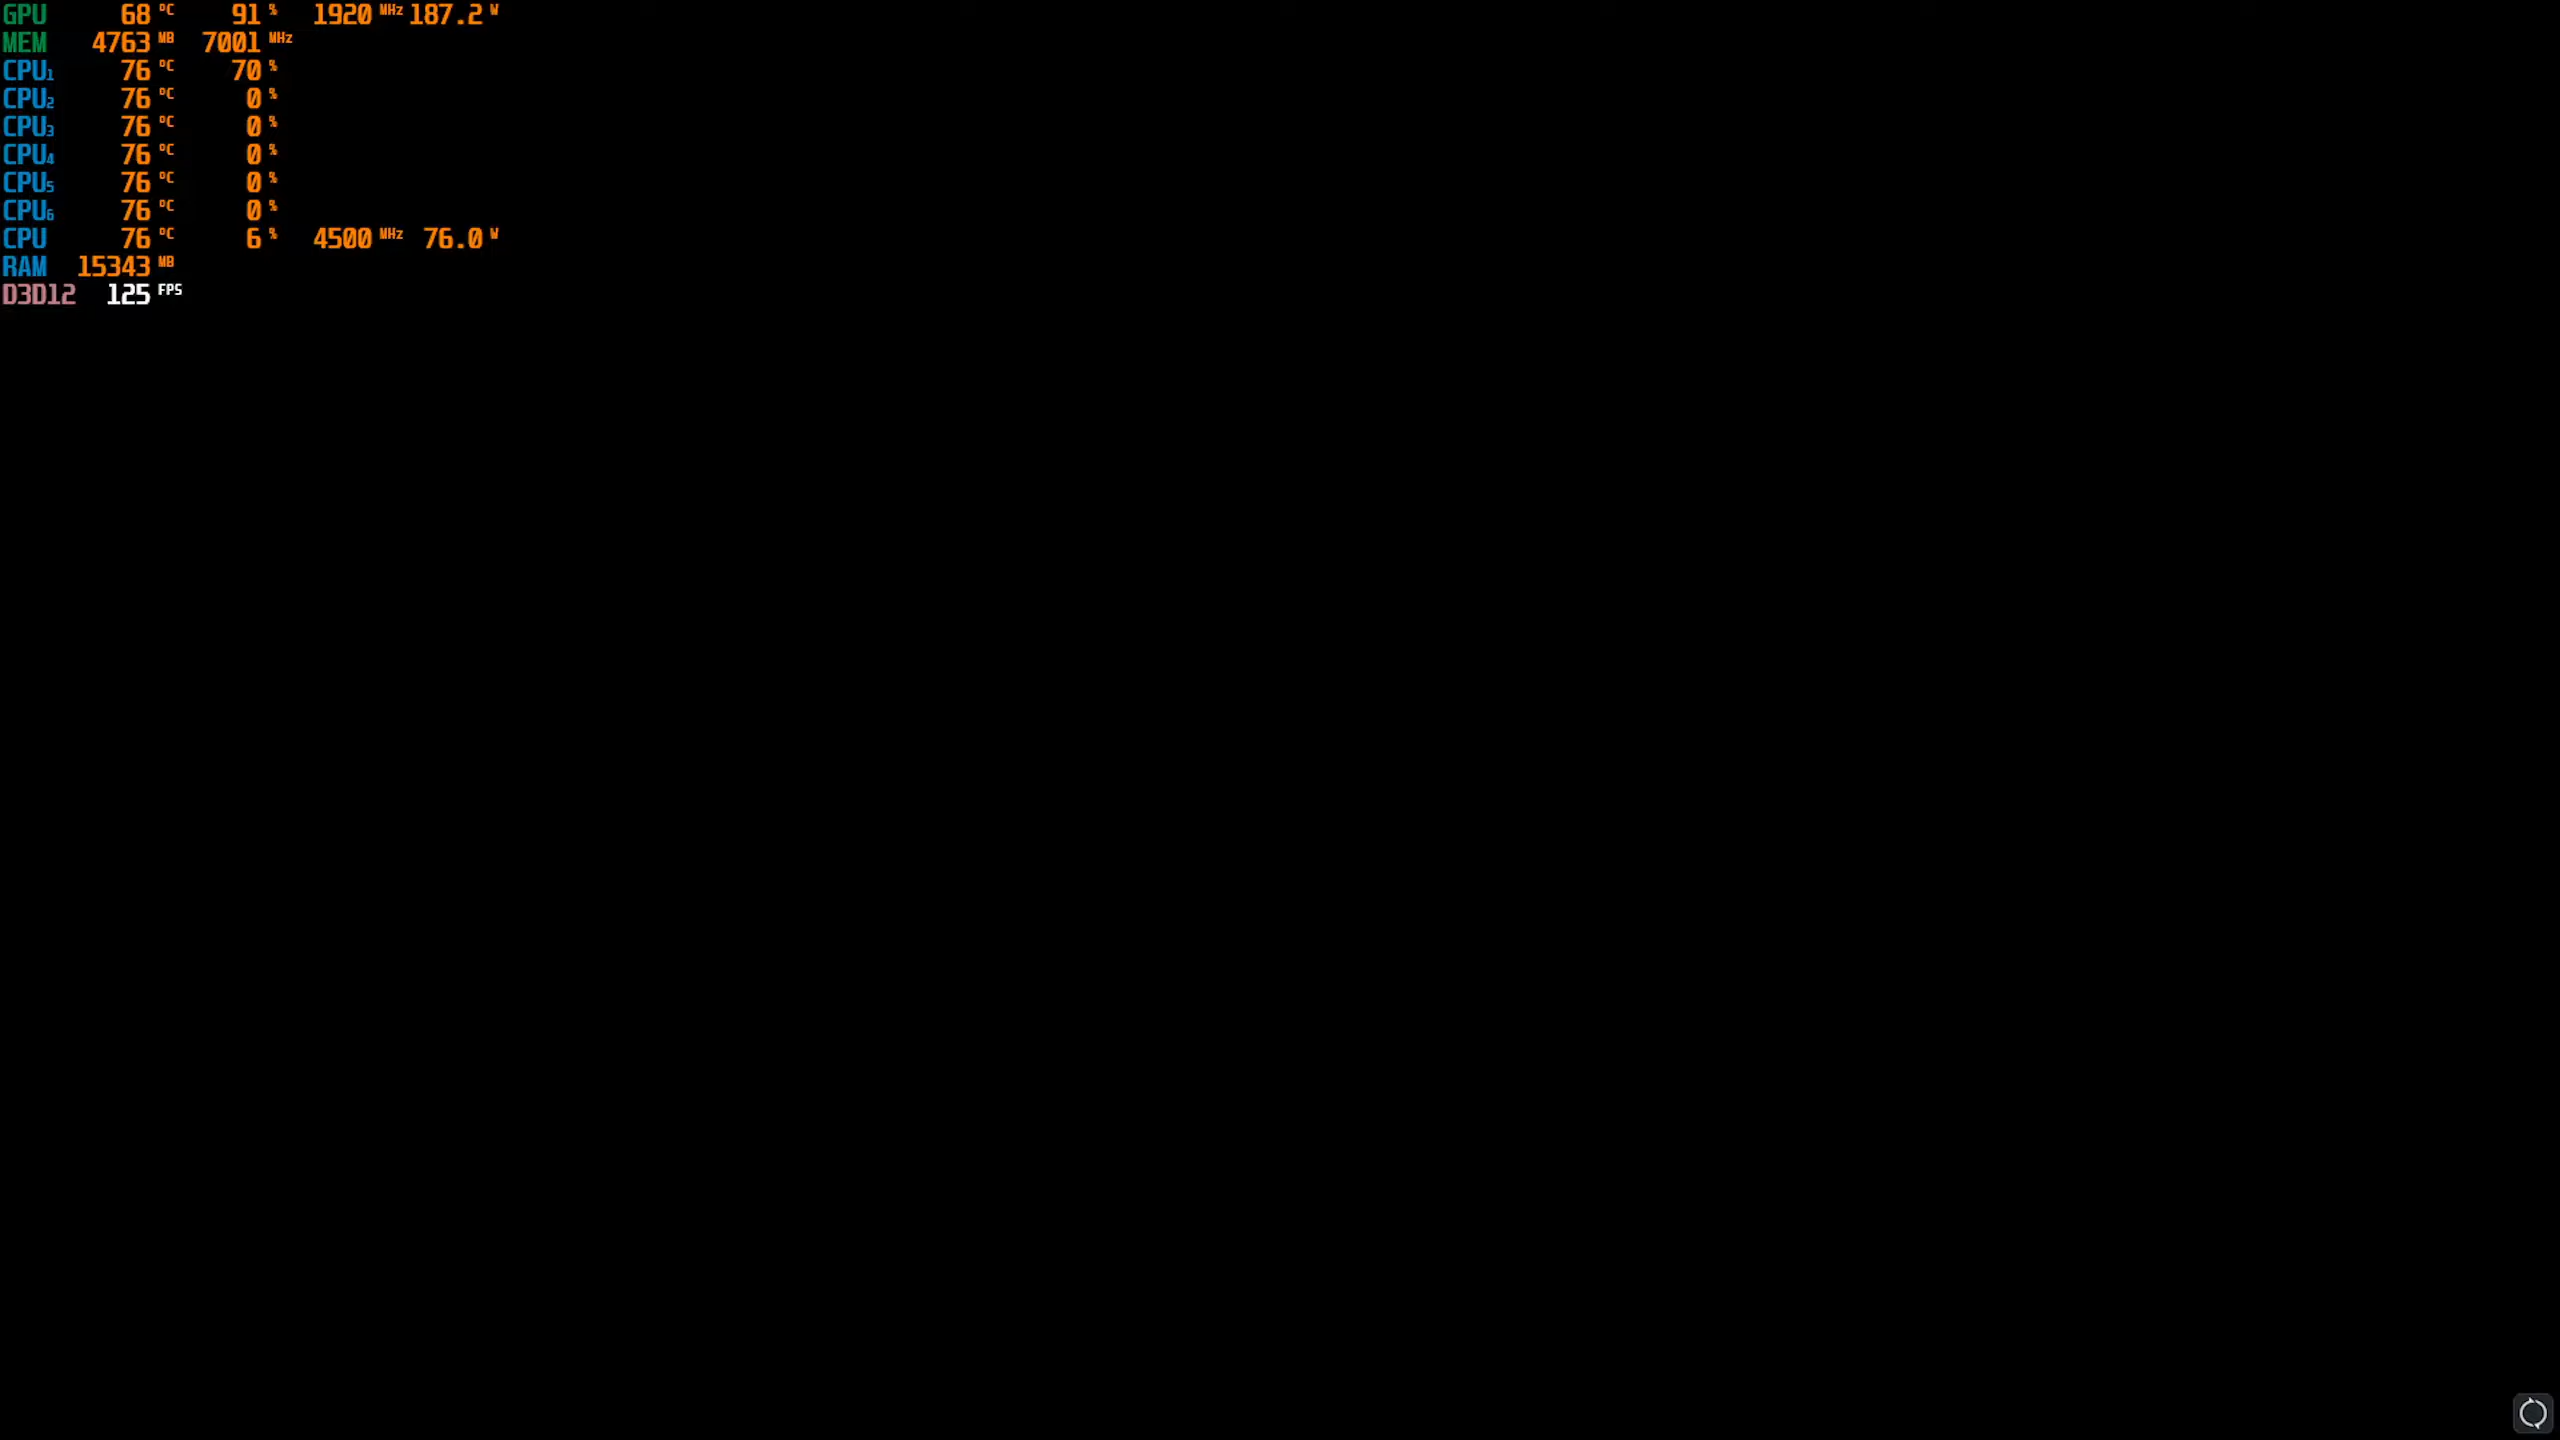 GPU 68 °C 91 % 1920 MHz 187.2 W
MEM 4763 MB 7001 MHz
CPU1 76 °C 70 %
CPU2 76 °C 0 %
CPU3 76 °C 0 %
CPU4 76 °C 0 %
CPU5 76 °C 0 %
CPU6 76 °C 0 %
CPU 76 °C 6 % 4500 MHz 76.0 W
RAM 15343 MB
D3D12 125 FPS